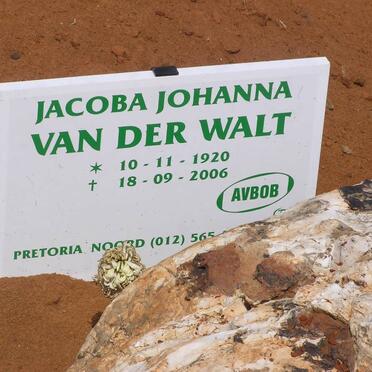 JACOBA JOHANNA
VAN DER WALT
* 10 - 11 - 1920
† 18 - 09 - 2006
AVBOB
PRETORIA NOORD (012) 565-